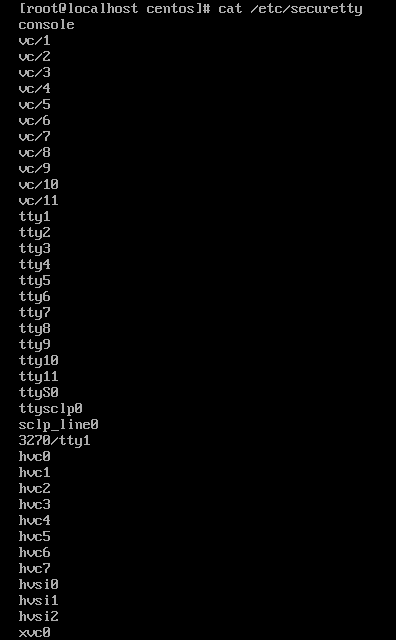 [root@localhost centos]# cat /etc/securetty
console
vc/1
vc/2
vc/3
vc/4
vc/5
vc/6
vc/7
vc/8
vc/9
vc/10
vc/11
tty1
tty2
tty3
tty4
tty5
tty6
tty7
tty8
tty9
tty10
tty11
ttyS0
ttysclp0
sclp_line0
3270/tty1
hvc0
hvc1
hvc2
hvc3
hvc4
hvc5
hvc6
hvc7
hvsi0
hvsi1
hvsi2
xvc0